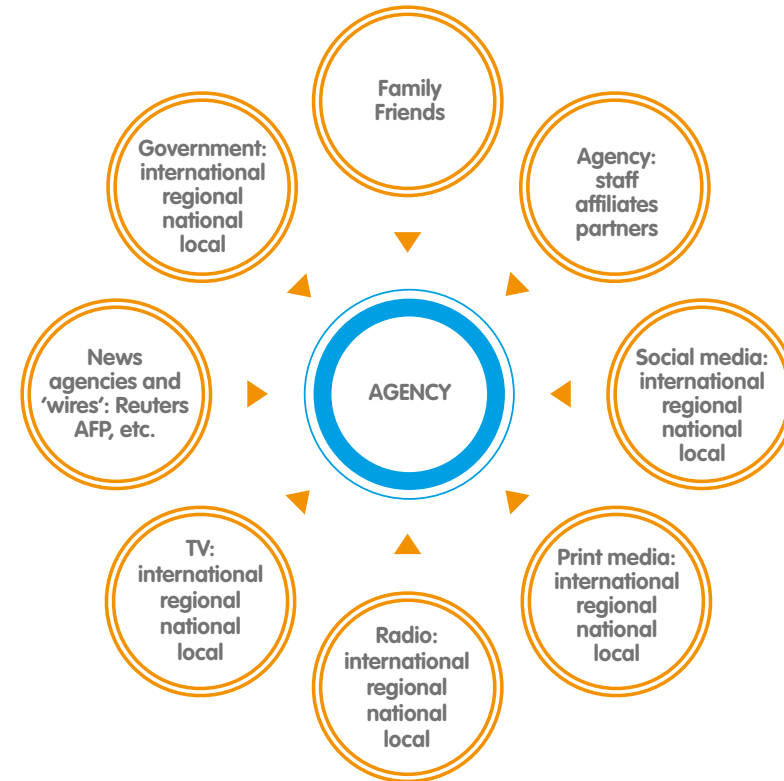 Family
Friends
Agency:
staff
affiliates
partners
Social media:
international
regional
national
local
Print media:
international
regional
national
local
Radio:
international
regional
national
local
TV:
international
regional
national
local
News
agencies and
‘wires’: Reuters
AFP, etc.
Government:
international
regional
national
local
AGENCY